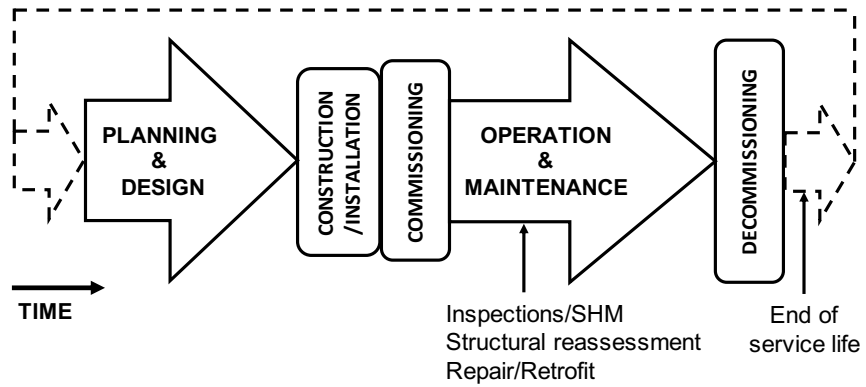 PLANNING
&
DESIGN
CONSTRUCTION
/INSTALLATION
COMMISSIONING
OPERATION
&
MAINTENANCE
DECOMMISSIONING
TIME
Inspections/SHM
Structural reassessment
Repair/Retrofit
End of
service life